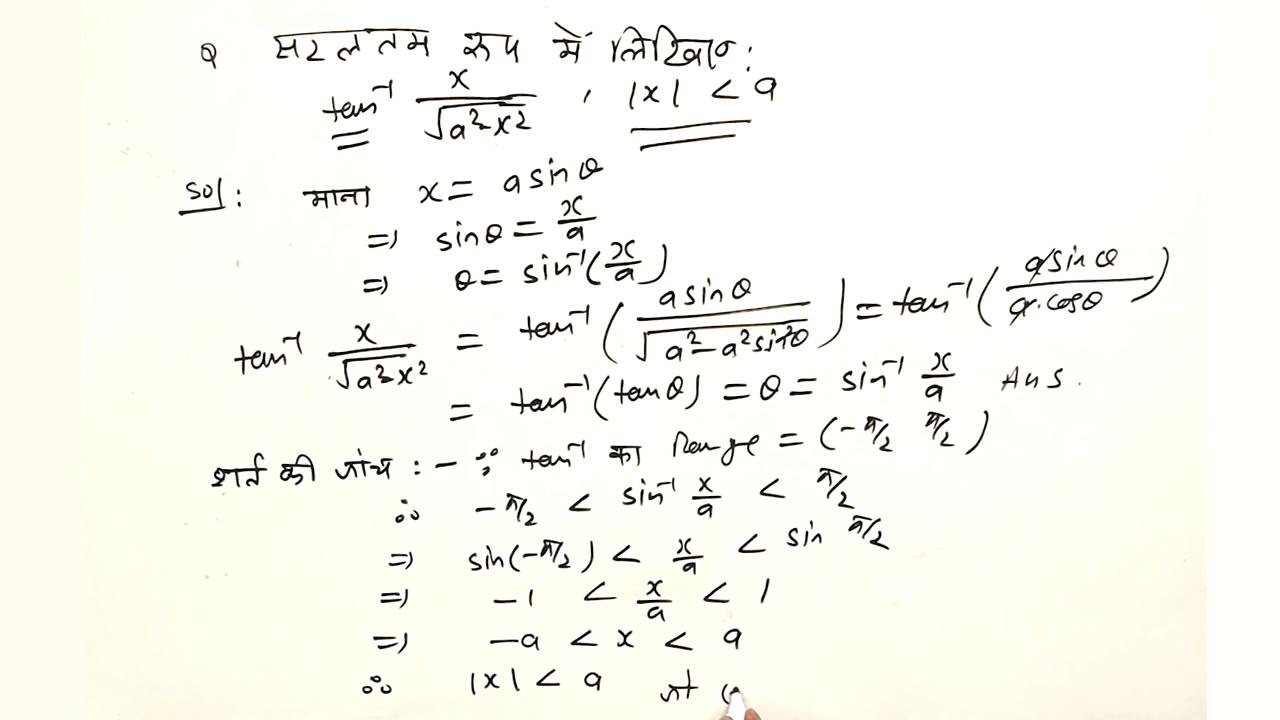 Q सरलतम रूप में लिखिए:
tan⁻¹ x/√(a²-x²) , |x| < a
Sol: माना x = a sinθ
⇒ sinθ = x/a
⇒ θ = sin⁻¹(x/a)
tan⁻¹ x/√(a²-x²) = tan⁻¹(a sinθ/√(a²-a²sin²θ)) = tan⁻¹(a sinθ/a.cosθ)
= tan⁻¹(tanθ) = θ = sin⁻¹ x/a Ans.
शर्त की जांच :- ∵ tan⁻¹ का Range = (-π/2 π/2)
∴ -π/2 < sin⁻¹ x/a < π/2
⇒ sin(-π/2) < x/a < sin π/2
⇒ -1 < x/a < 1
⇒ -a < x < a
∴ |x| < a जो